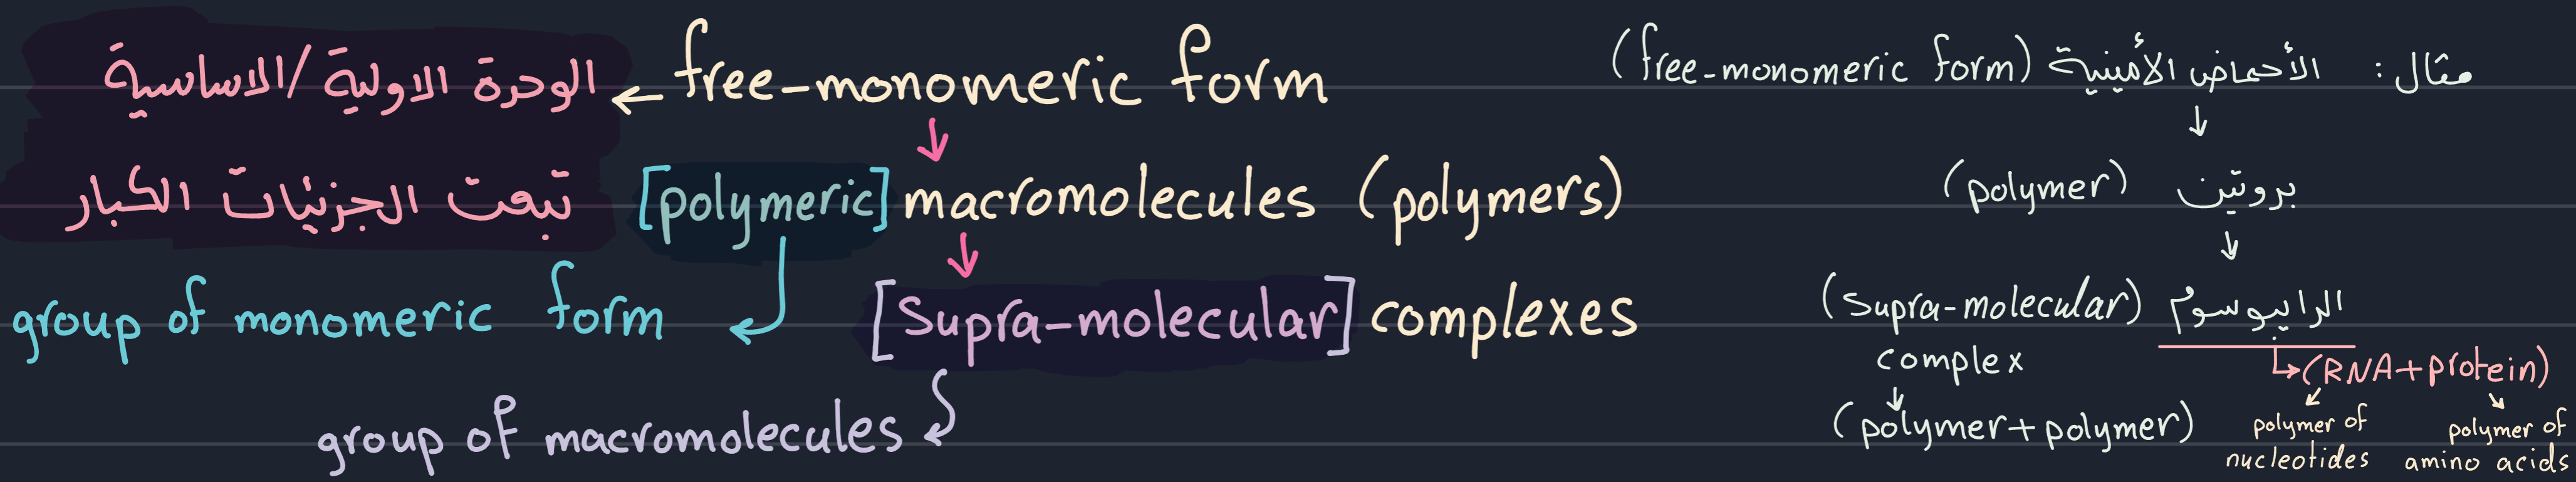 free-monomeric form ← الوحدة الاولية/الاساسية
تبعت الجزئيات الكبار
↓
[polymeric] macromolecules (polymers)
group of monomeric form
↓
[Supra-molecular] complexes
group of macromolecules
مثال : الأحماض الأمينية (free-monomeric form)
↓
بروتين (polymer)
↓
الرايبوسوم (Supra-molecular)
complex
↳ (RNA+protein)
↓
(polymer+polymer)
polymer of
nucleotides
polymer of
amino acids